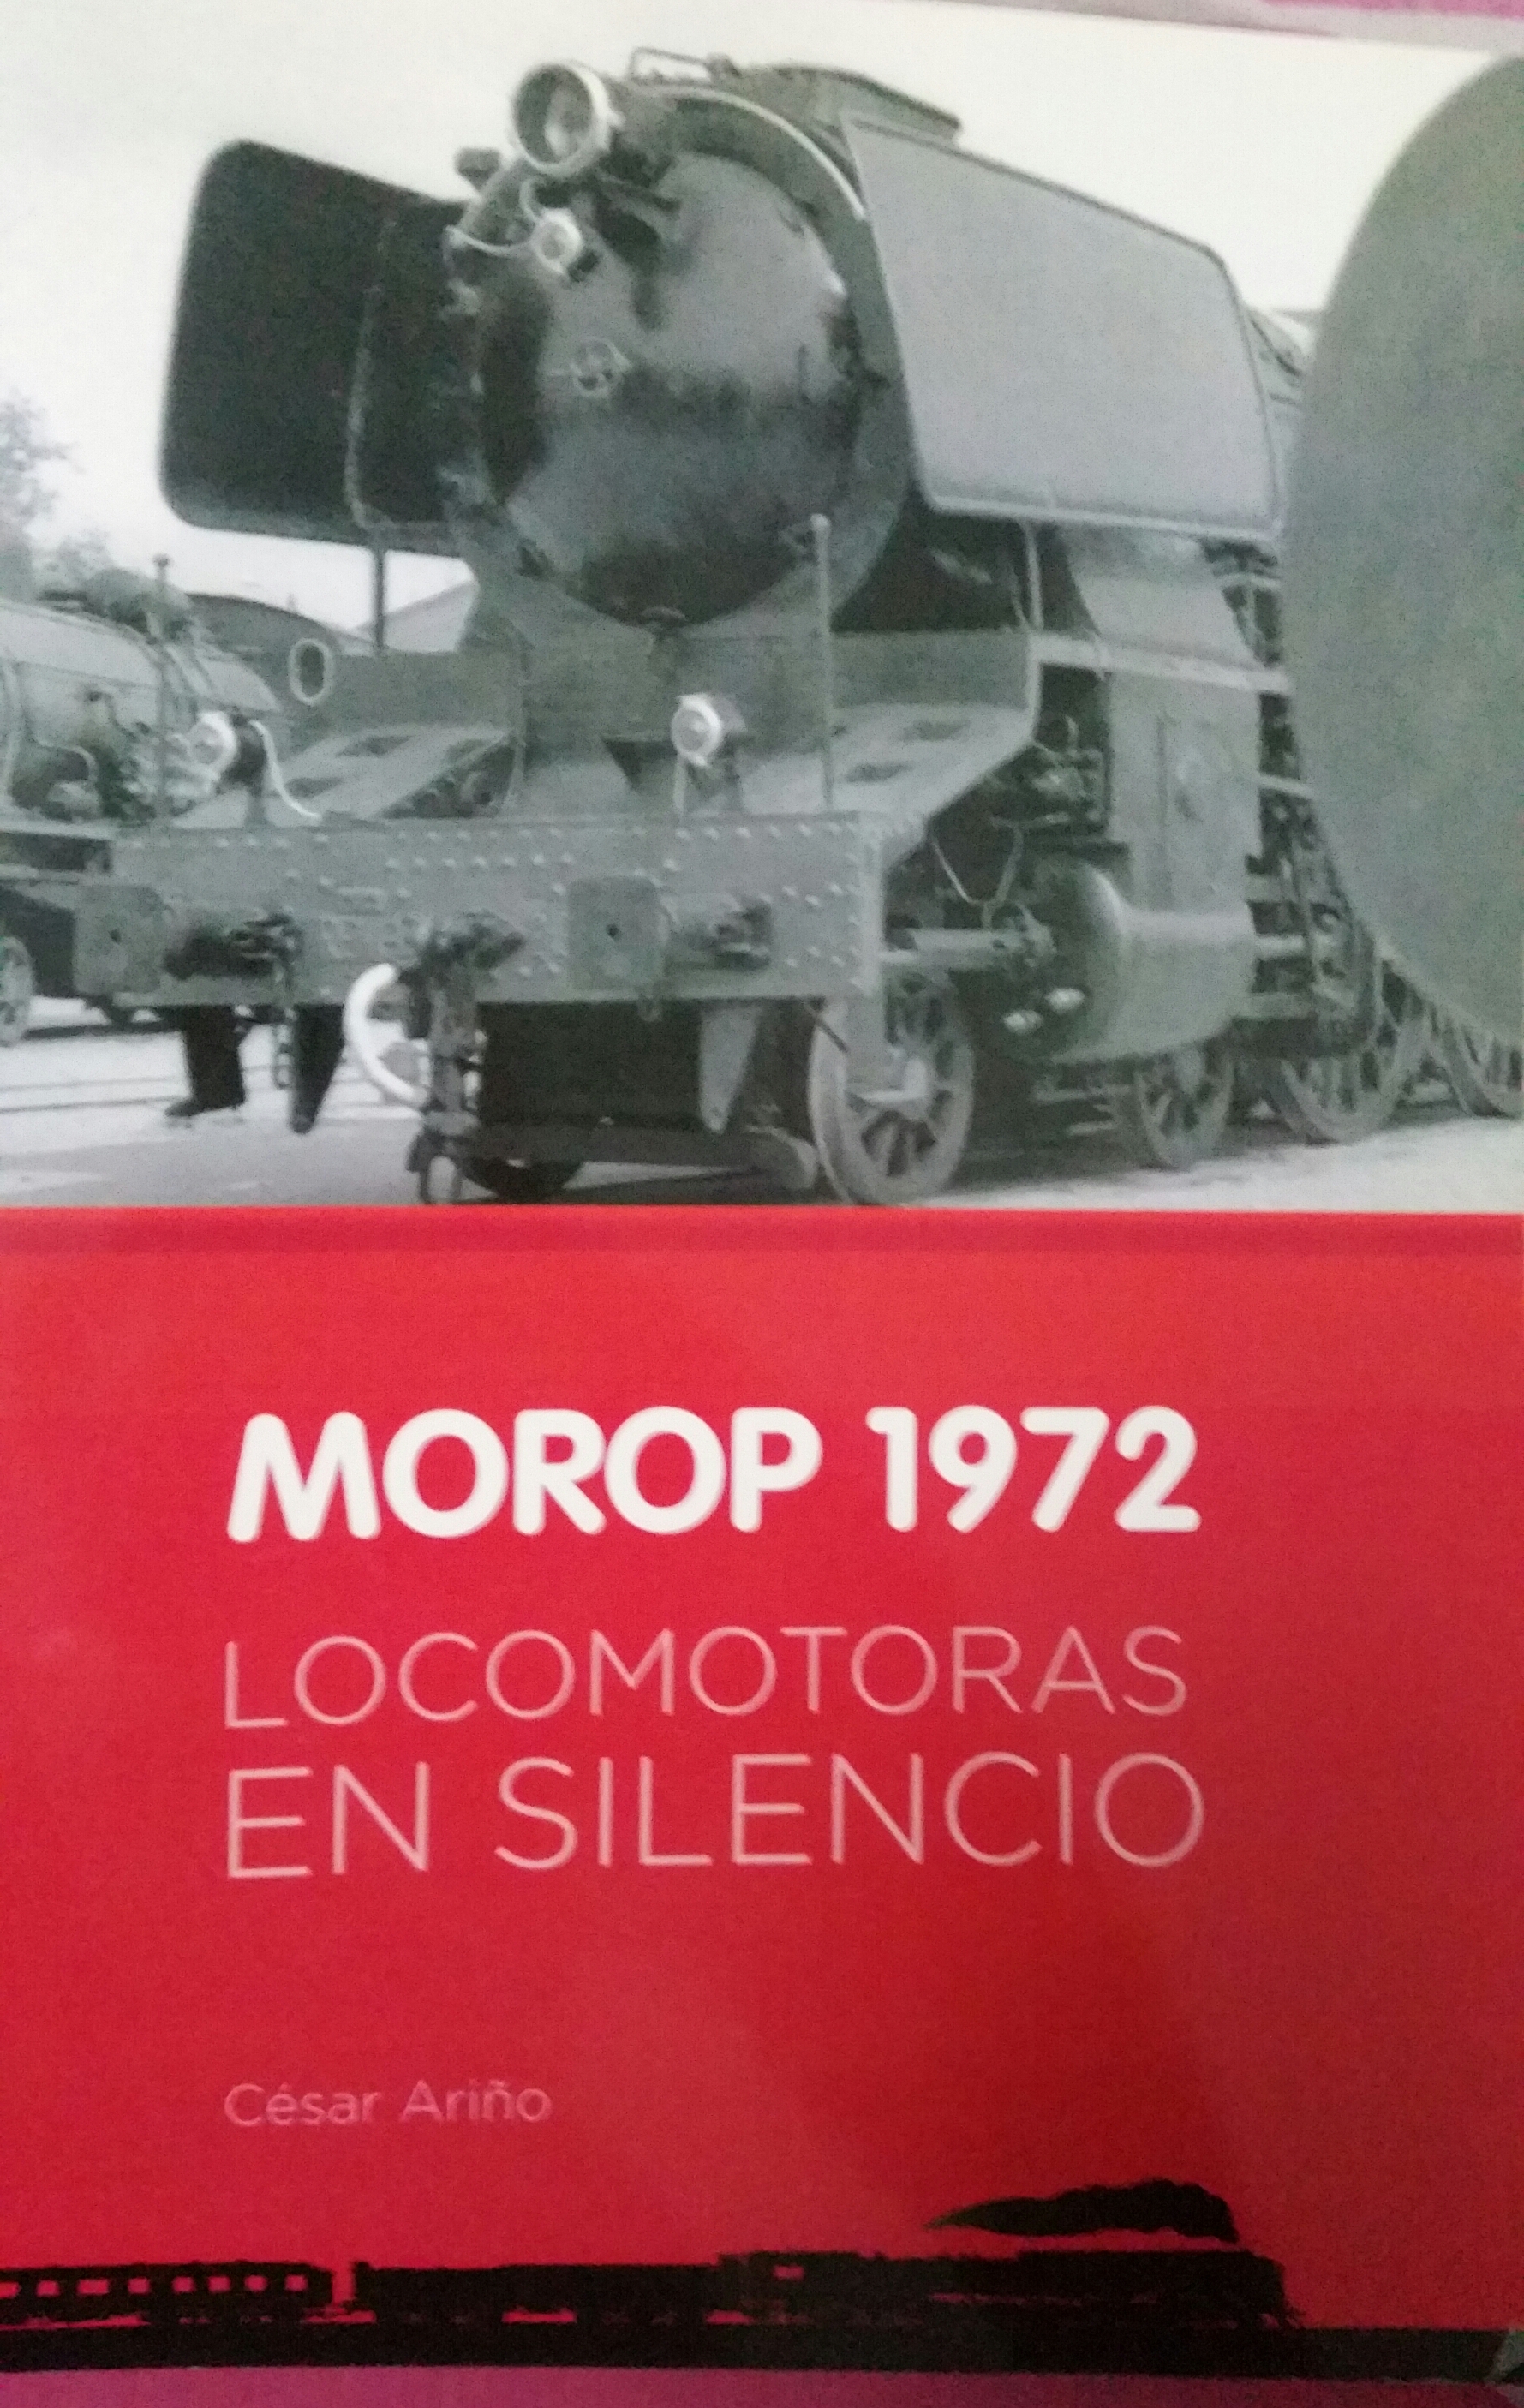 MOROP 1972
LOCOMOTORAS
EN SILENCIO
César Ariño